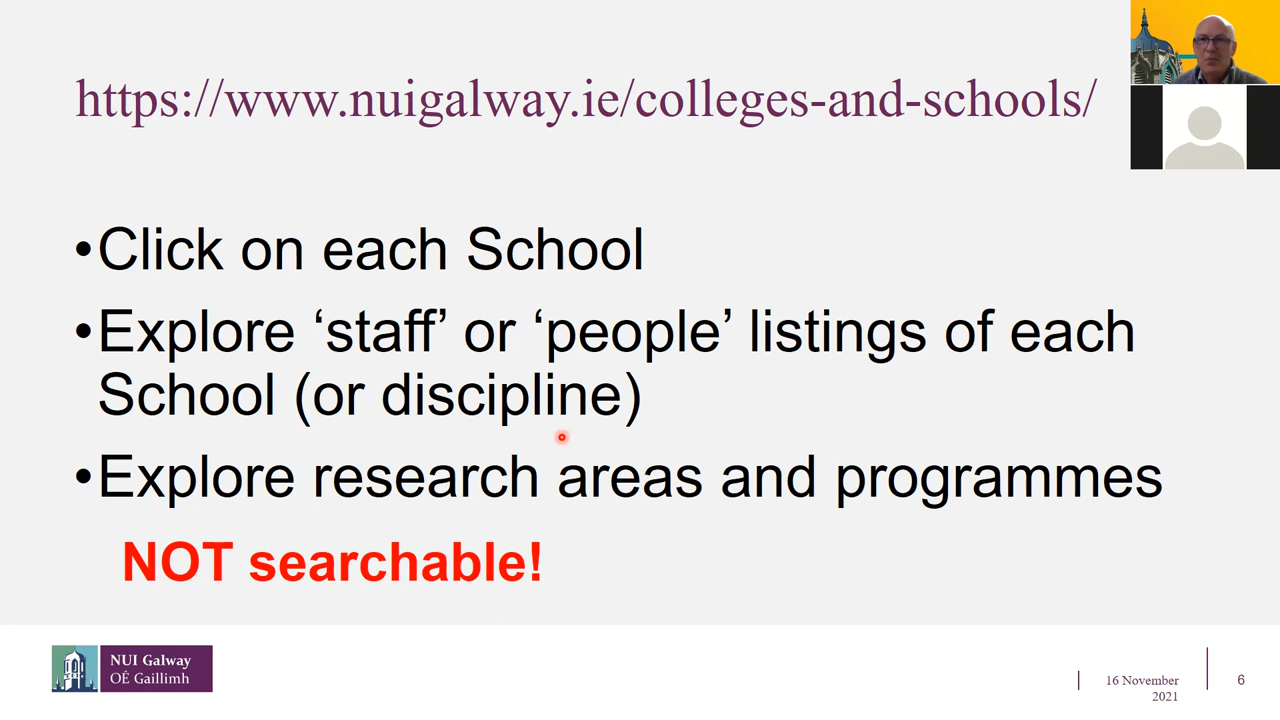 https://www.nuigalway.ie/colleges-and-schools/
•Click on each School
•Explore ‘staff’ or ‘people’ listings of each
School (or discipline)
•Explore research areas and programmes
NOT searchable!
NUI Galway
OÉ Gaillimh
16 November
2021
6